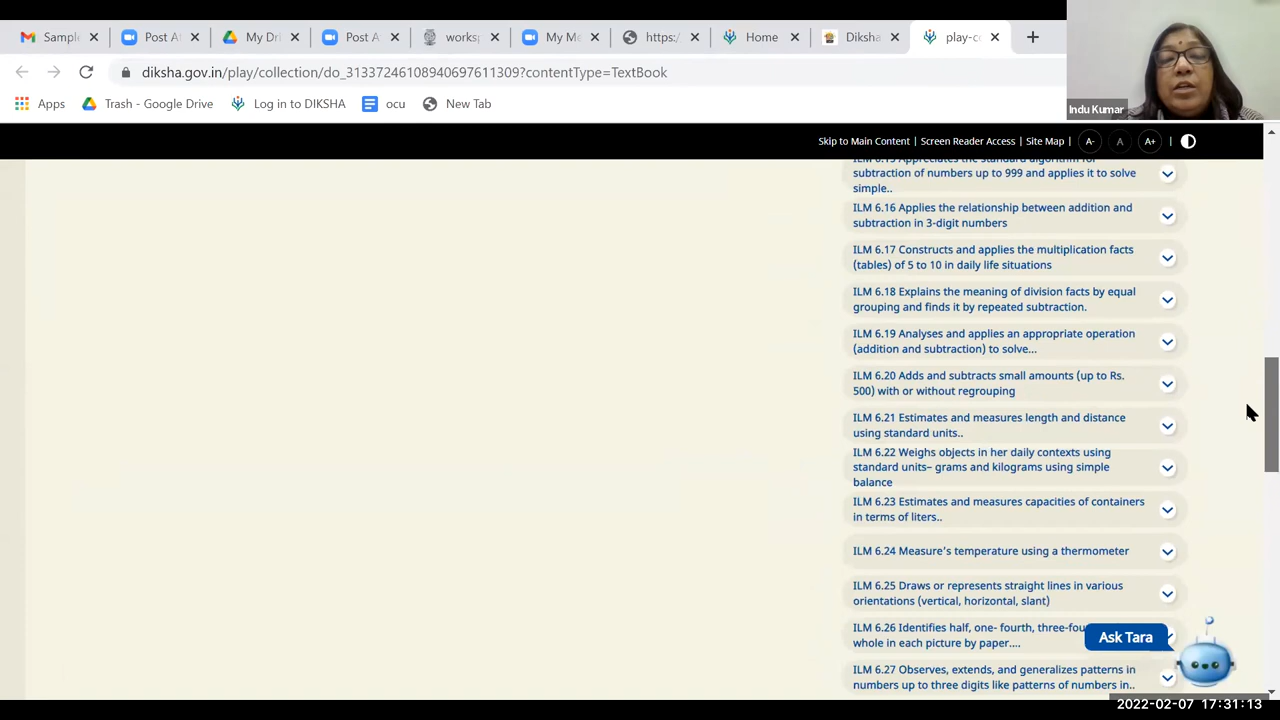 Sample
Post A
My Dri
Post A
works
My Me
https:/
Home
Diksha
play-c
diksha.gov.in/play/collection/do_31337246108940697611309?contentType=TextBook
Apps
Trash - Google Drive
Log in to DIKSHA
ocu
New Tab
Indu Kumar
Skip to Main Content | Screen Reader Access | Site Map | A- A A+ |
ILM 6.15 Appreciates the standard algorithm for
subtraction of numbers up to 999 and applies it to solve
simple..
ILM 6.16 Applies the relationship between addition and
subtraction in 3-digit numbers
ILM 6.17 Constructs and applies the multiplication facts
(tables) of 5 to 10 in daily life situations
ILM 6.18 Explains the meaning of division facts by equal
grouping and finds it by repeated subtraction.
ILM 6.19 Analyses and applies an appropriate operation
(addition and subtraction) to solve...
ILM 6.20 Adds and subtracts small amounts (up to Rs.
500) with or without regrouping
ILM 6.21 Estimates and measures length and distance
using standard units..
ILM 6.22 Weighs objects in her daily contexts using
standard units– grams and kilograms using simple
balance
ILM 6.23 Estimates and measures capacities of containers
in terms of liters..
ILM 6.24 Measure's temperature using a thermometer
ILM 6.25 Draws or represents straight lines in various
orientations (vertical, horizontal, slant)
ILM 6.26 Identifies half, one- fourth, three-fou
whole in each picture by paper....
Ask Tara
ILM 6.27 Observes, extends, and generalizes patterns in
numbers up to three digits like patterns of numbers in..
2022-02-07 17:31:13